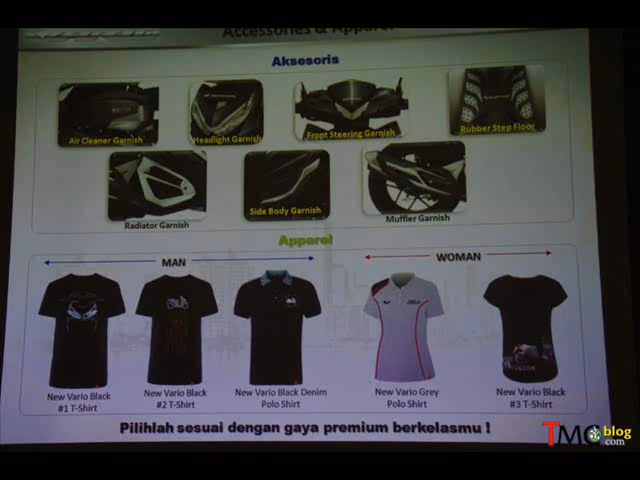 Accessories & Apparel
Aksesoris
Air Cleaner Garnish
Headlight Garnish
Front Steering Garnish
Rubber Step Floor
Radiator Garnish
Side Body Garnish
Muffler Garnish
Apparel
MAN
WOMAN
New Vario Black
#1 T-Shirt
New Vario Black
#2 T-Shirt
New Vario Black Denim
Polo Shirt
New Vario Grey
Polo Shirt
New Vario Black
#3 T-Shirt
Pilihlah sesuai dengan gaya premium berkelasmu !
TMCblog
.com